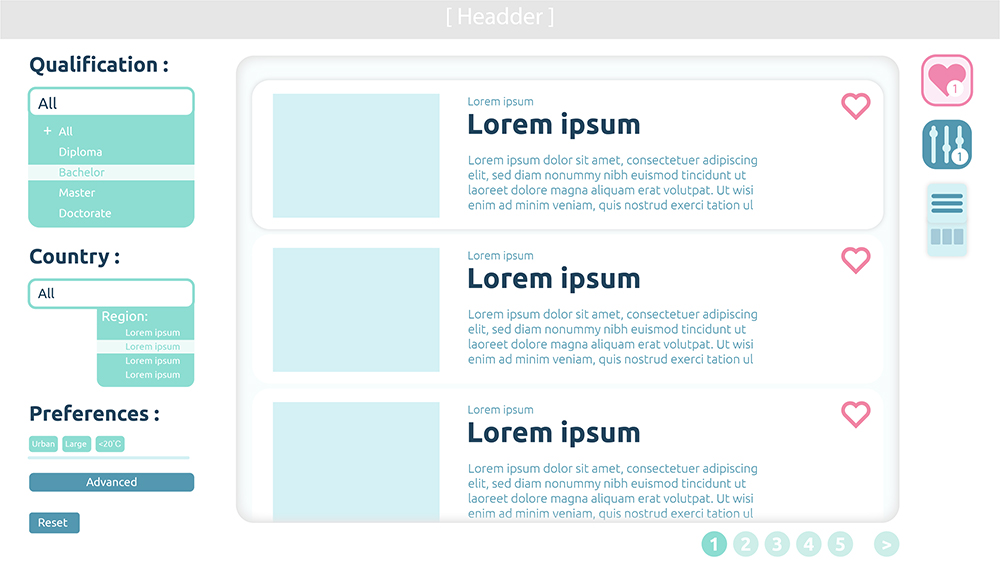 [ Headder ]
Qualification :
All
+ All
Diploma
Bachelor
Master
Doctorate
Country :
All
Region:
Lorem ipsum
Lorem ipsum
Lorem ipsum
Lorem ipsum
Preferences :
Urban Large <20°C
Advanced
Reset
Lorem ipsum
Lorem ipsum
Lorem ipsum dolor sit amet, consectetuer adipiscing
elit, sed diam nonummy nibh euismod tincidunt ut
laoreet dolore magna aliquam erat volutpat. Ut wisi
enim ad minim veniam, quis nostrud exerci tation ul
Lorem ipsum
Lorem ipsum
Lorem ipsum dolor sit amet, consectetuer adipiscing
elit, sed diam nonummy nibh euismod tincidunt ut
laoreet dolore magna aliquam erat volutpat. Ut wisi
enim ad minim veniam, quis nostrud exerci tation ul
Lorem ipsum
Lorem ipsum
Lorem ipsum dolor sit amet, consectetuer adipiscing
elit, sed diam nonummy nibh euismod tincidunt ut
laoreet dolore magna aliquam erat volutpat. Ut wisi
enim ad minim veniam, quis nostrud exerci tation ul
1 2 3 4 5 >
1
1